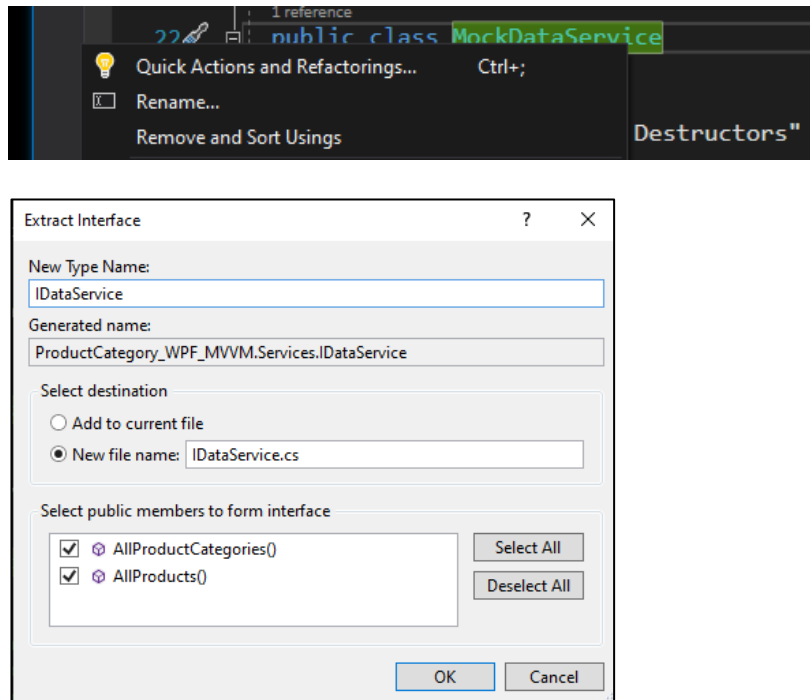 1 reference
22 public class MockDataService
Quick Actions and Refactorings... Ctrl+;
Rename...
Remove and Sort Usings
Destructors"
Extract Interface ?
New Type Name:
IDataService
Generated name:
ProductCategory_WPF_MVVM.Services.IDataService
Select destination
Add to current file
New file name: IDataService.cs
Select public members to form interface
AllProductCategories() Select All
AllProducts() Deselect All
OK Cancel